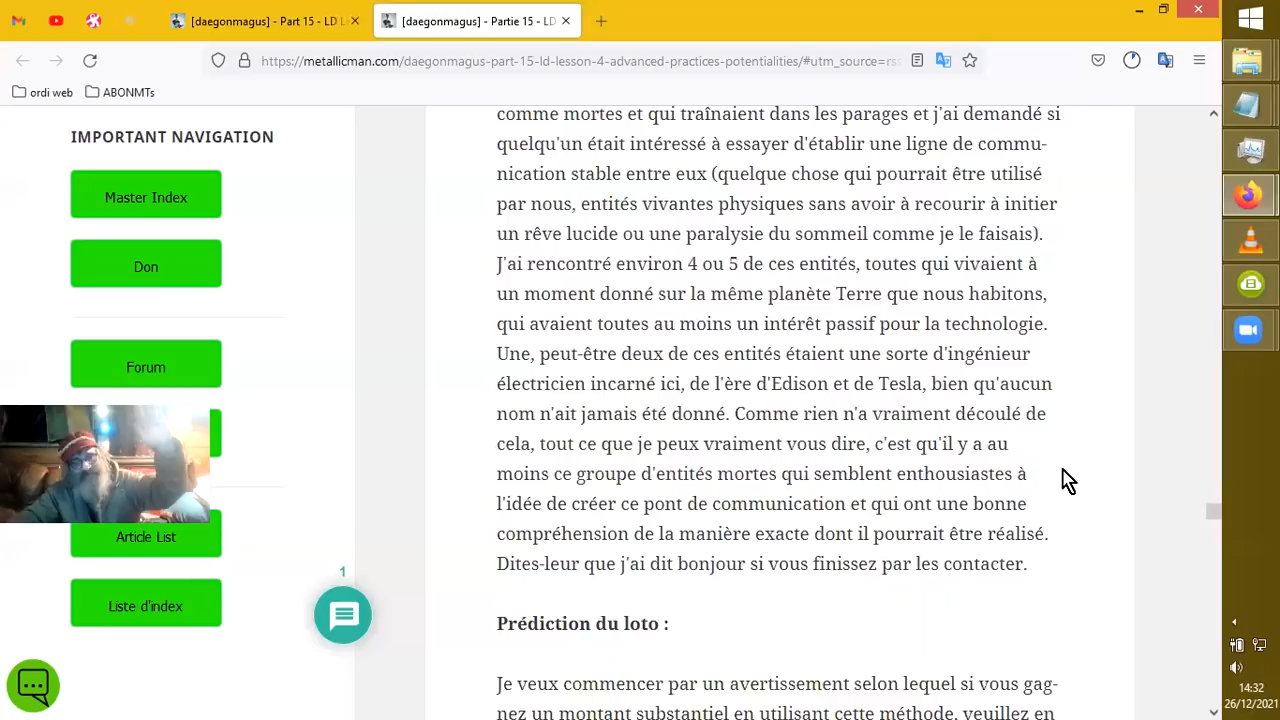 [daegonmagus] - Part 15 - LD L
[daegonmagus] - Partie 15 - LD
https://metallicman.com/daegonmagus-part-15-ld-lesson-4-advanced-practices-potentialities/#utm_source=rss
ordi web
ABONMTs
IMPORTANT NAVIGATION
Master Index
Don
Forum
Article List
Liste d'index
1
comme mortes et qui traînaient dans les parages et j'ai demandé si
quelqu'un était intéressé à essayer d'établir une ligne de commu-
nication stable entre eux (quelque chose qui pourrait être utilisé
par nous, entités vivantes physiques sans avoir à recourir à initier
un rêve lucide ou une paralysie du sommeil comme je le faisais).
J'ai rencontré environ 4 ou 5 de ces entités, toutes qui vivaient à
un moment donné sur la même planète Terre que nous habitons,
qui avaient toutes au moins un intérêt passif pour la technologie.
Une, peut-être deux de ces entités étaient une sorte d'ingénieur
électricien incarné ici, de l'ère d'Edison et de Tesla, bien qu'aucun
nom n'ait jamais été donné. Comme rien n'a vraiment découlé de
cela, tout ce que je peux vraiment vous dire, c'est qu'il y a au
moins ce groupe d'entités mortes qui semblent enthousiastes à
l'idée de créer ce pont de communication et qui ont une bonne
compréhension de la manière exacte dont il pourrait être réalisé.
Dites-leur que j'ai dit bonjour si vous finissez par les contacter.
Prédiction du loto :
Je veux commencer par un avertissement selon lequel si vous gag-
nez un montant substantiel en utilisant cette méthode, veuillez en
14:32
26/12/2021